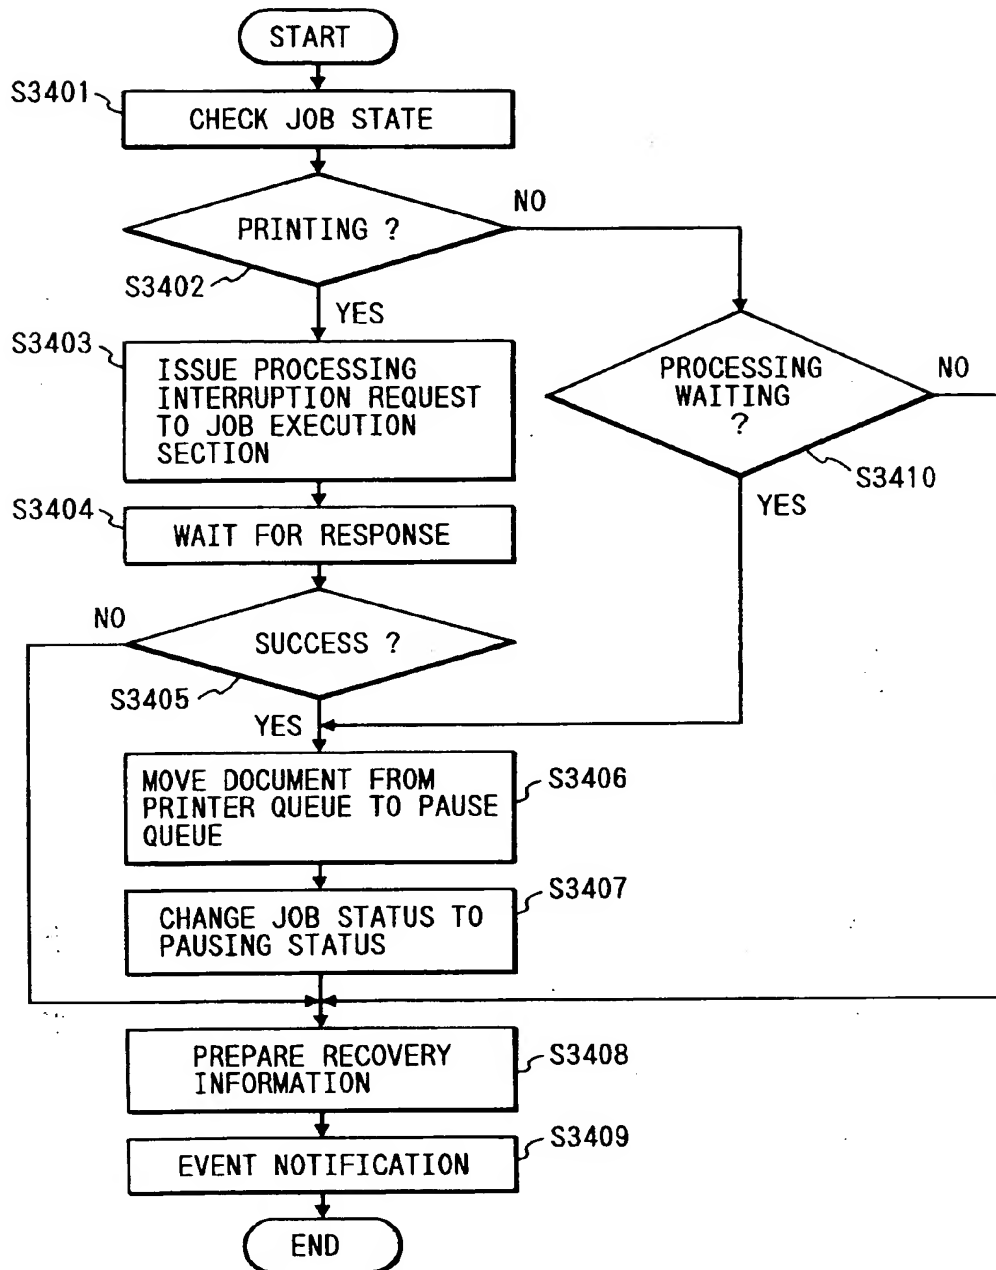 START
S3401
CHECK JOB STATE
NO
PRINTING ?
S3402
YES
S3403
ISSUE PROCESSING
INTERRUPTION REQUEST
TO JOB EXECUTION
SECTION
PROCESSING
WAITING
?
NO
S3410
YES
S3404
WAIT FOR RESPONSE
NO
SUCCESS ?
S3405
YES
MOVE DOCUMENT FROM
PRINTER QUEUE TO PAUSE
QUEUE
S3406
CHANGE JOB STATUS TO
PAUSING STATUS
S3407
PREPARE RECOVERY
INFORMATION
S3408
EVENT NOTIFICATION
S3409
END